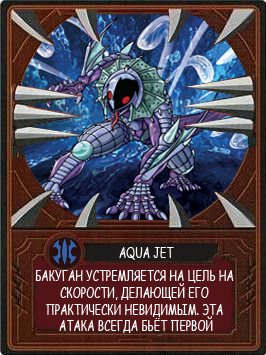 AQUA JET
БАКУГАН УСТРЕМЛЯЕТСЯ НА ЦЕЛЬ НА
СКОРОСТИ, ДЕЛАЮЩЕЙ ЕГО
ПРАКТИЧЕСКИ НЕВИДИМЫМ. ЭТА
АТАКА ВСЕГДА БЬЁТ ПЕРВОЙ